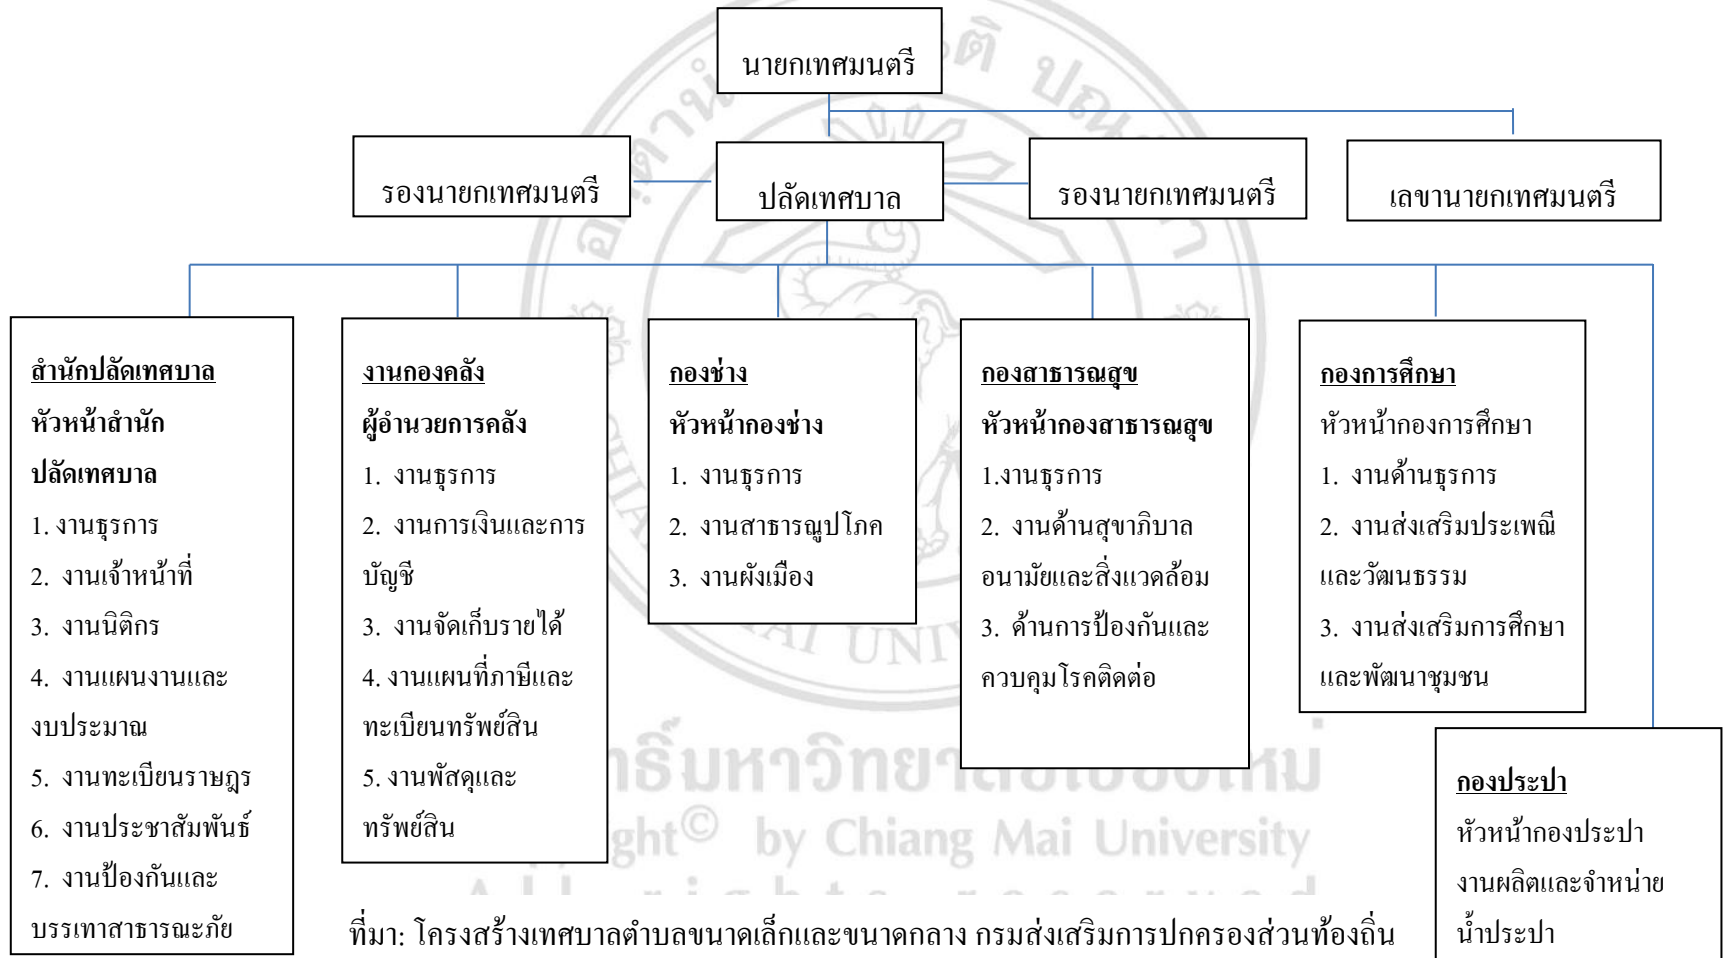 นายกเทศมนตรี
รองนายกเทศมนตรี
ปลัดเทศบาล
รองนายกเทศมนตรี
เลขานายกเทศมนตรี
สำนักปลัดเทศบาล
หัวหน้าสำนัก
ปลัดเทศบาล
1. งานธุรการ
2. งานเจ้าหน้าที่
3. งานนิติกร
4. งานแผนงานและ
งบประมาณ
5. งานทะเบียนราษฎร
6. งานประชาสัมพันธ์
7. งานป้องกันและ
บรรเทาสาธารณะภัย
งานกองคลัง
ผู้อำนวยการคลัง
1. งานธุรการ
2. งานการเงินและการ
บัญชี
3. งานจัดเก็บรายได้
4. งานแผนที่ภาษีและ
ทะเบียนทรัพย์สิน
5. งานพัสดุและ
ทรัพย์สิน
กองช่าง
หัวหน้ากองช่าง
1. งานธุรการ
2. งานสาธารณูปโภค
3. งานผังเมือง
กองสาธารณสุข
หัวหน้ากองสาธารณสุข
1.งานธุรการ
2. งานด้านสุขาภิบาล
อนามัยและสิ่งแวดล้อม
3. ด้านการป้องกันและ
ควบคุมโรคติดต่อ
กองการศึกษา
หัวหน้ากองการศึกษา
1. งานด้านธุรการ
2. งานส่งเสริมประเพณี
และวัฒนธรรม
3. งานส่งเสริมการศึกษา
และพัฒนาชุมชน
กองประปา
หัวหน้ากองประปา
งานผลิตและจำหน่าย
น้ำประปา
by Chiang Mai University
ที่มา: โครงสร้างเทศบาลตำบลขนาดเล็กและขนาดกลาง กรมส่งเสริมการปกครองส่วนท้องถิ่น